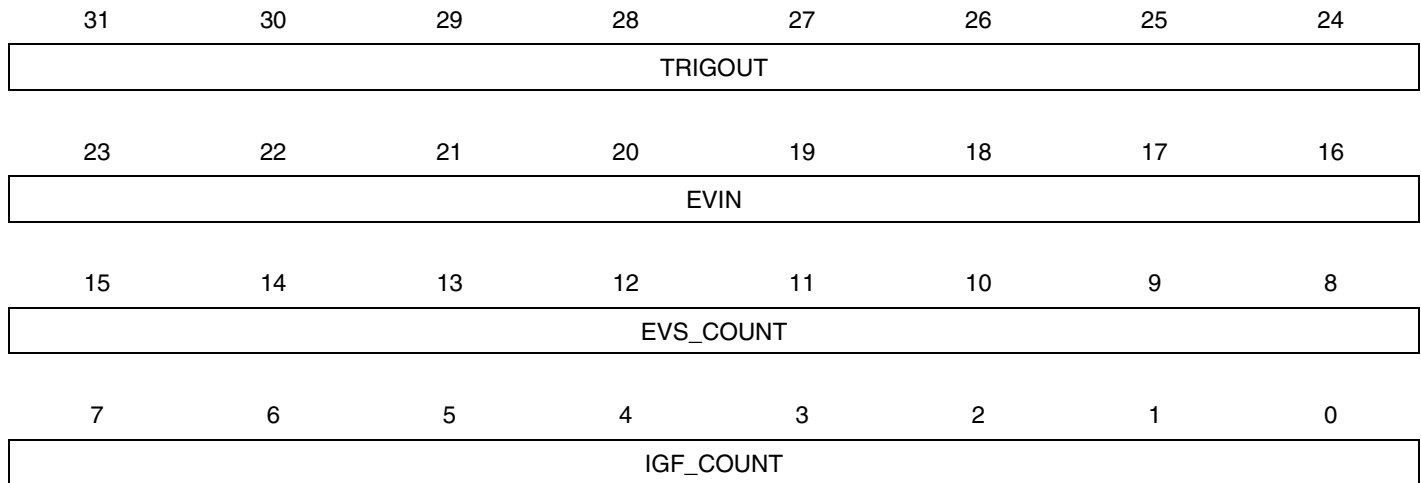 31 30 29 28 27 26 25 24
TRIGOUT
23 22 21 20 19 18 17 16
EVIN
15 14 13 12 11 10 9 8
EVS_COUNT
7 6 5 4 3 2 1 0
IGF_COUNT